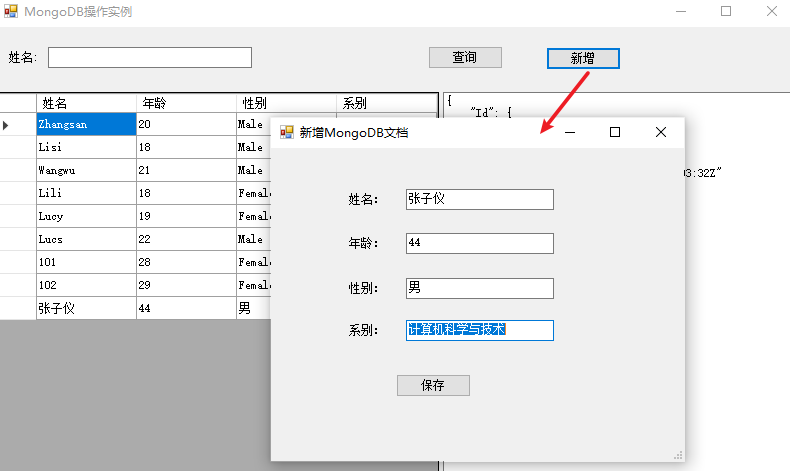 MongoDB操作实例
姓名: 查询 新增
姓名 年龄 性别 系别
Zhangsan 20 Male
Lisi 18 Male
Wangwu 21 Male
Lili 18 Female
Lucy 19 Female
Lucs 22 Male
101 28 Female
102 29 Female
张子仪 44 男
{
"Id": {
03:32Z"
新增MongoDB文档
姓名: 张子仪
年龄: 44
性别: 男
系别: 计算机科学与技术
保存